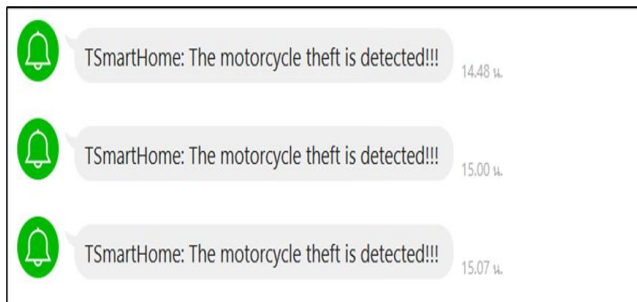 TSmartHome: The motorcycle theft is detected!!!
14.48 น.
TSmartHome: The motorcycle theft is detected!!!
15.00 น.
TSmartHome: The motorcycle theft is detected!!!
15.07 น.